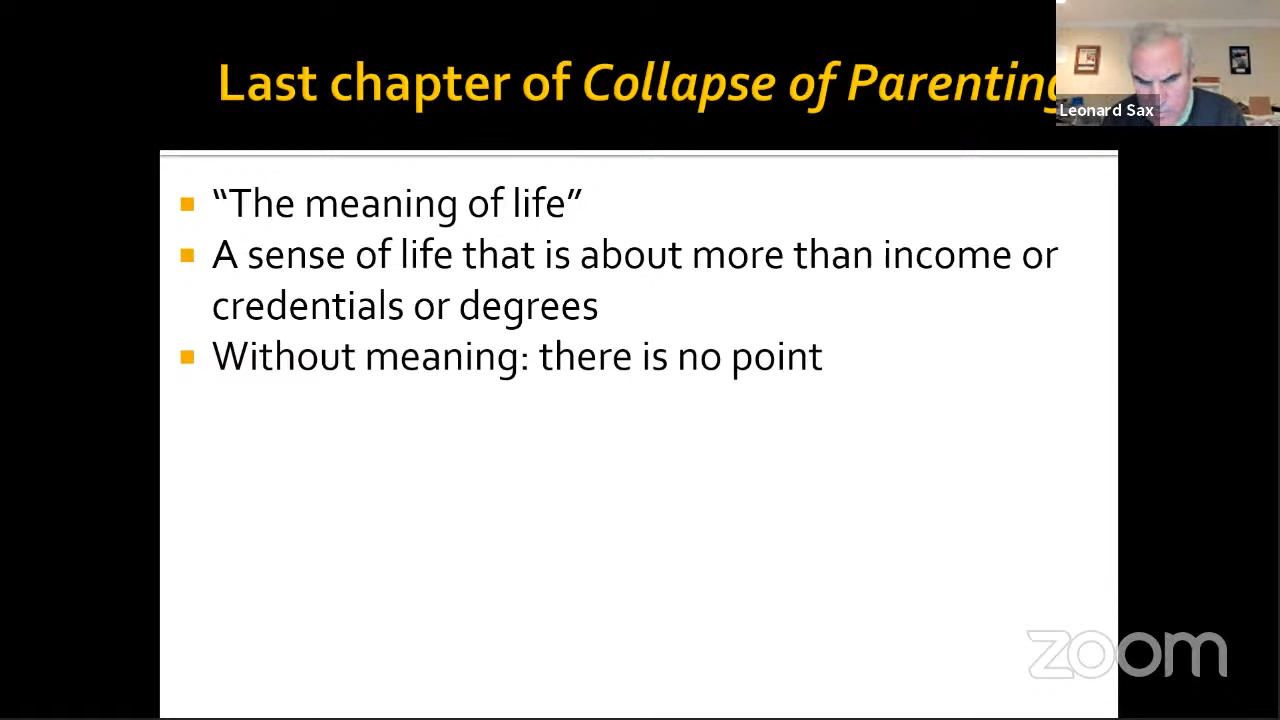 Last chapter of Collapse of Parenting
Leonard Sax
“The meaning of life”
A sense of life that is about more than income or
credentials or degrees
Without meaning: there is no point
zoom